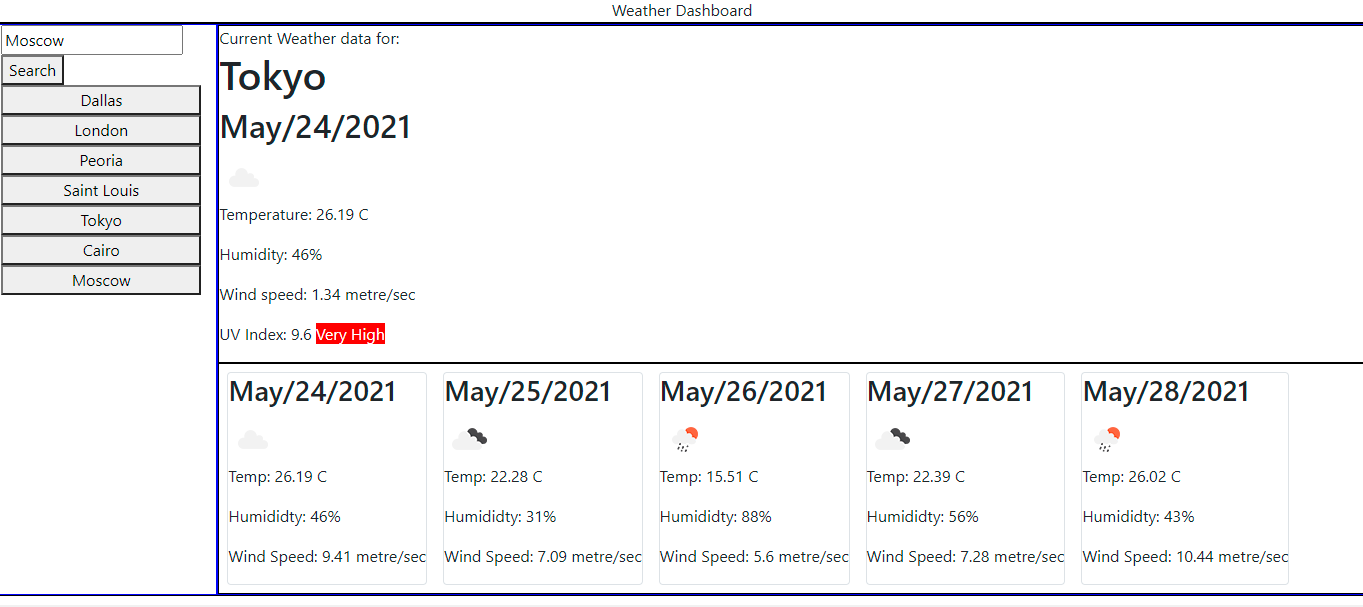 Weather Dashboard
Moscow
Search
Dallas
London
Peoria
Saint Louis
Tokyo
Cairo
Moscow
Current Weather data for:
Tokyo
May/24/2021
Temperature: 26.19 C
Humidity: 46%
Wind speed: 1.34 metre/sec
UV Index: 9.6 Very High
May/24/2021
Temp: 26.19 C
Humididty: 46%
Wind Speed: 9.41 metre/sec
May/25/2021
Temp: 22.28 C
Humididty: 31%
Wind Speed: 7.09 metre/sec
May/26/2021
Temp: 15.51 C
Humididty: 88%
Wind Speed: 5.6 metre/sec
May/27/2021
Temp: 22.39 C
Humididty: 56%
Wind Speed: 7.28 metre/sec
May/28/2021
Temp: 26.02 C
Humididty: 43%
Wind Speed: 10.44 metre/sec